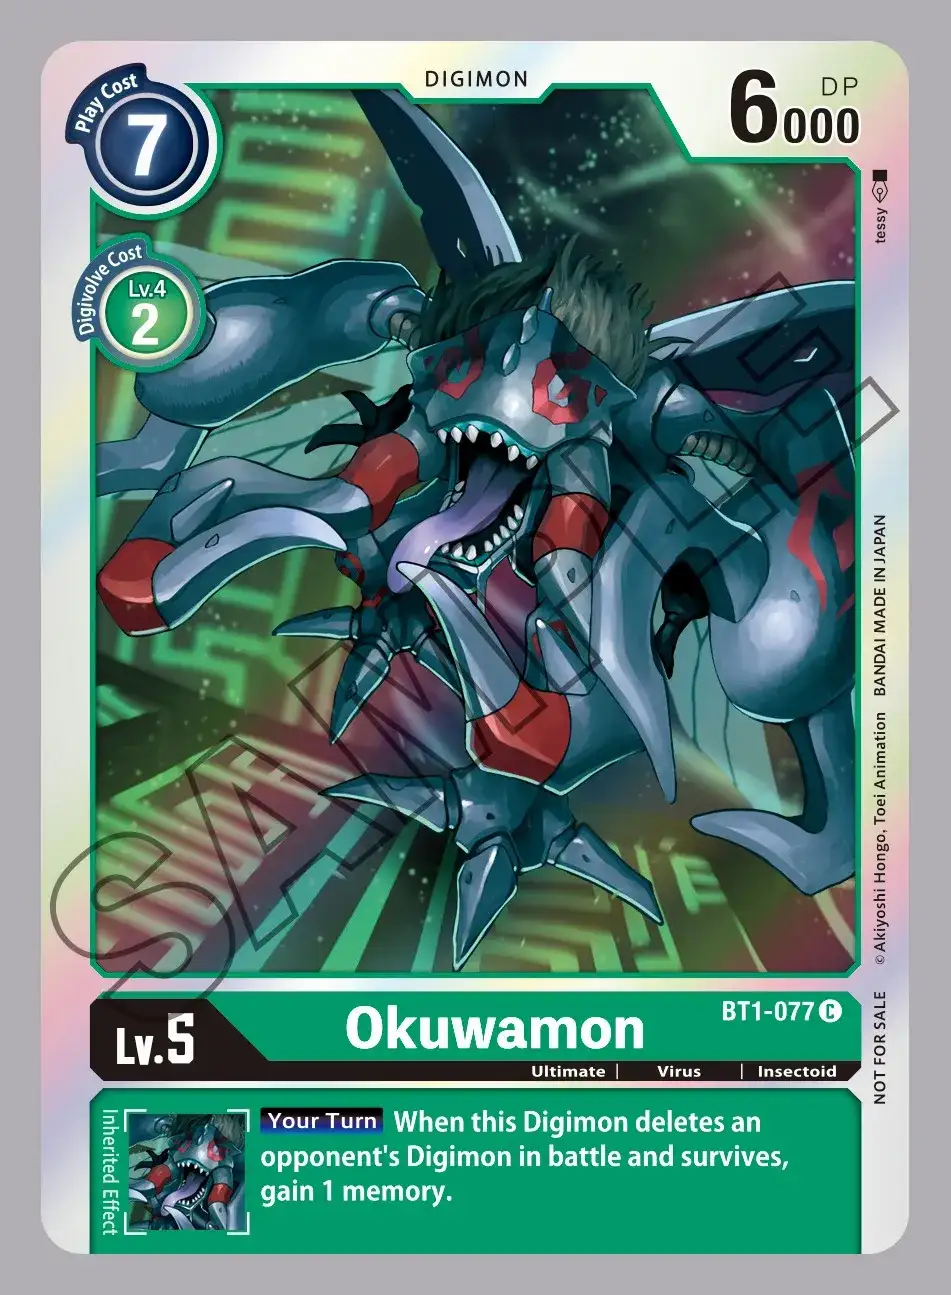 Play Cost
7
DIGIMON
DP
6000
Digivolve Cost
Lv.4
2
tessy
SAMPLE
© Akiyoshi Hongo, Toei Animation BANDAI MADE IN JAPAN
NOT FOR SALE
Lv.5
Okuwamon
BT1-077 C
Ultimate | Virus | Insectoid
Inherited Effect
Your Turn When this Digimon deletes an
opponent's Digimon in battle and survives,
gain 1 memory.